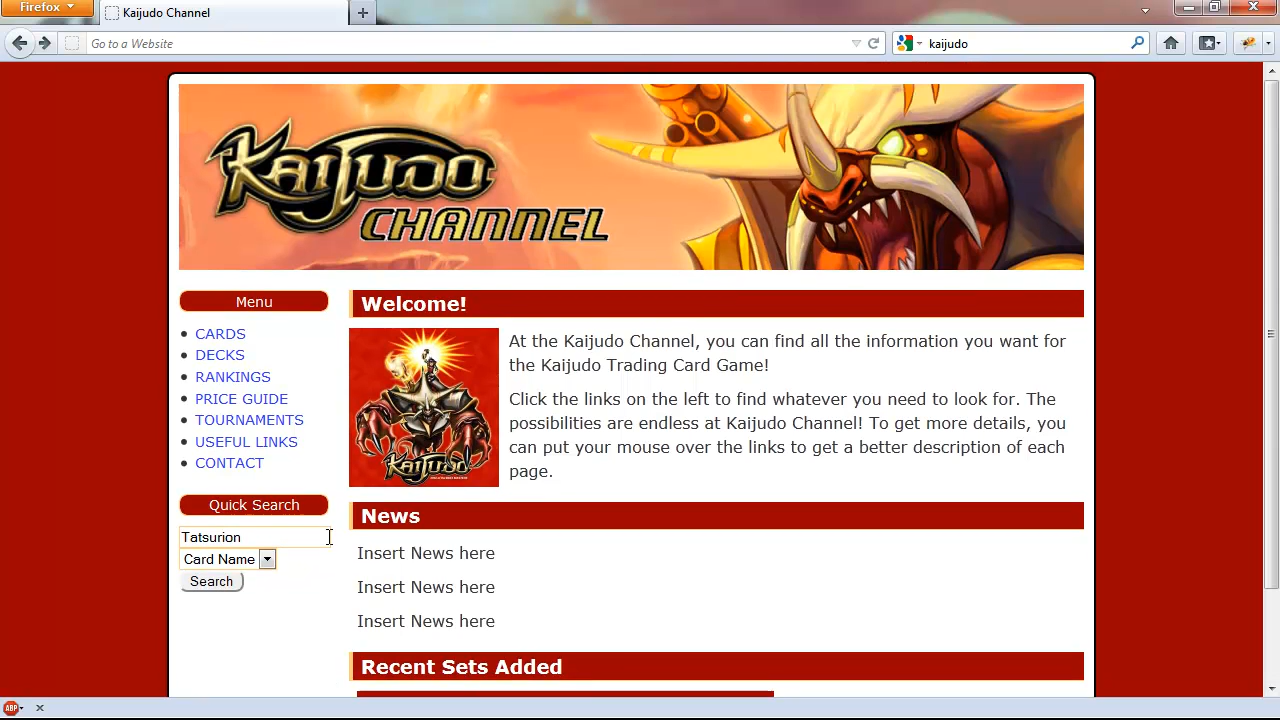 Firefox
Kaijudo Channel
Go to a Website
kaijudo
KAIJUDO
CHANNEL
Menu
CARDS
DECKS
RANKINGS
PRICE GUIDE
TOURNAMENTS
USEFUL LINKS
CONTACT
Quick Search
Tatsurion
Card Name
Search
Welcome!
KAIJUDO
At the Kaijudo Channel, you can find all the information you want for
the Kaijudo Trading Card Game!
Click the links on the left to find whatever you need to look for. The
possibilities are endless at Kaijudo Channel! To get more details, you
can put your mouse over the links to get a better description of each
page.
News
Insert News here
Insert News here
Insert News here
Recent Sets Added
ABP